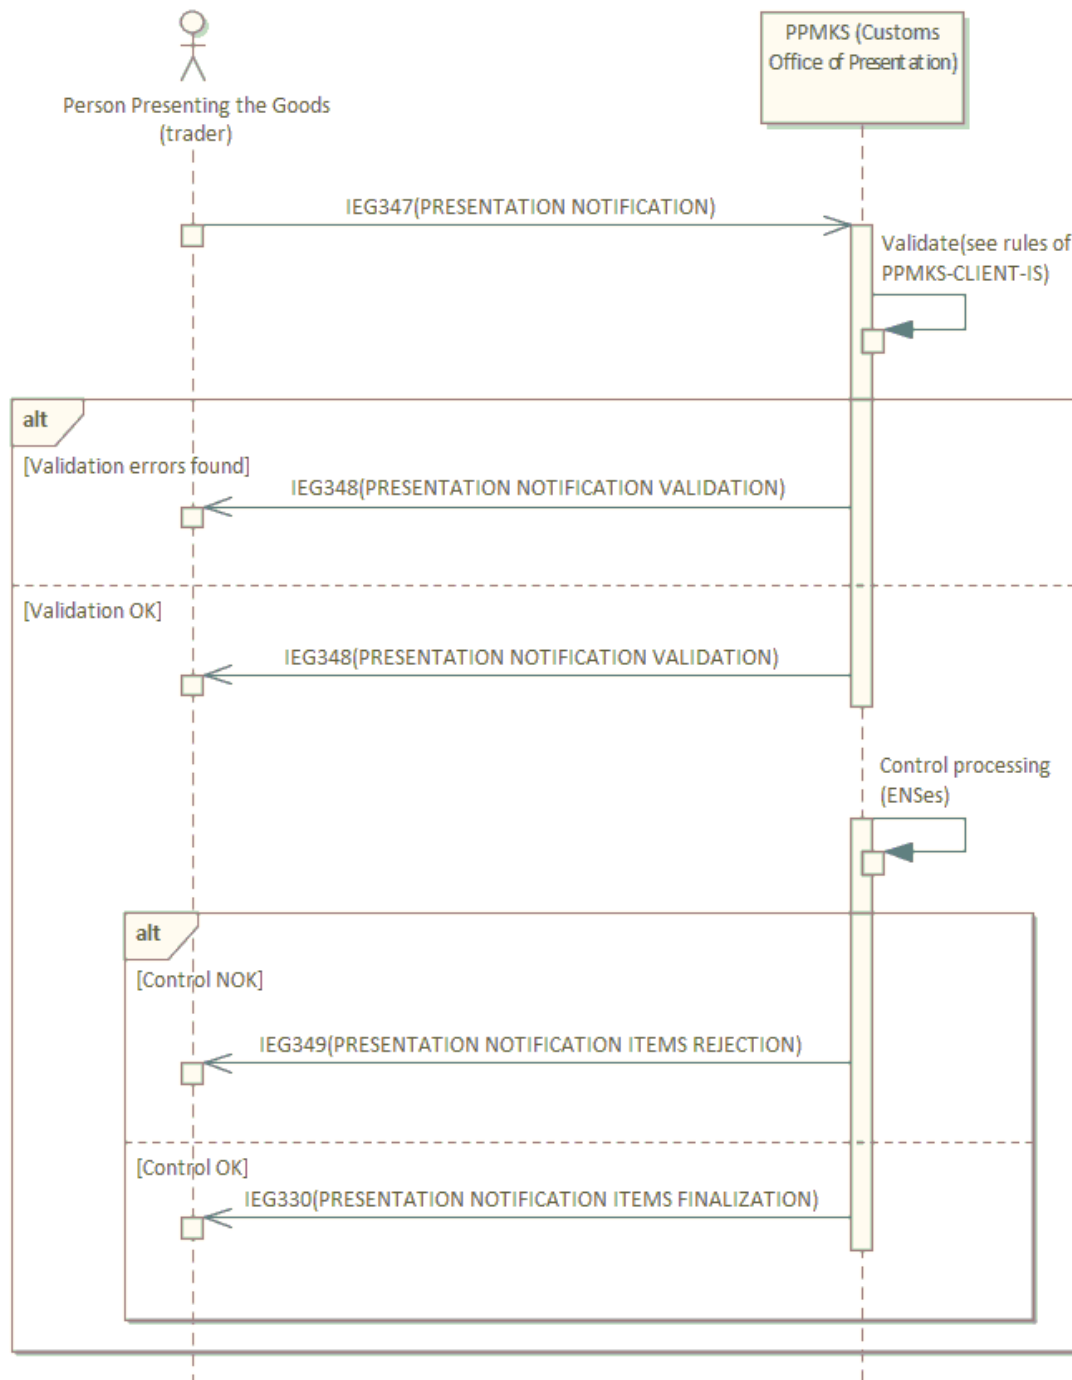 PPMKS (Customs
Office of Presentation)
Person Presenting the Goods
(trader)
IEG347(PRESENTATION NOTIFICATION)
Validate(see rules of
PPMKS-CLIENT-IS)
alt
[Validation errors found]
IEG348(PRESENTATION NOTIFICATION VALIDATION)
[Validation OK]
IEG348(PRESENTATION NOTIFICATION VALIDATION)
Control processing
(ENSes)
alt
[Control NOK]
IEG349(PRESENTATION NOTIFICATION ITEMS REJECTION)
[Control OK]
IEG330(PRESENTATION NOTIFICATION ITEMS FINALIZATION)